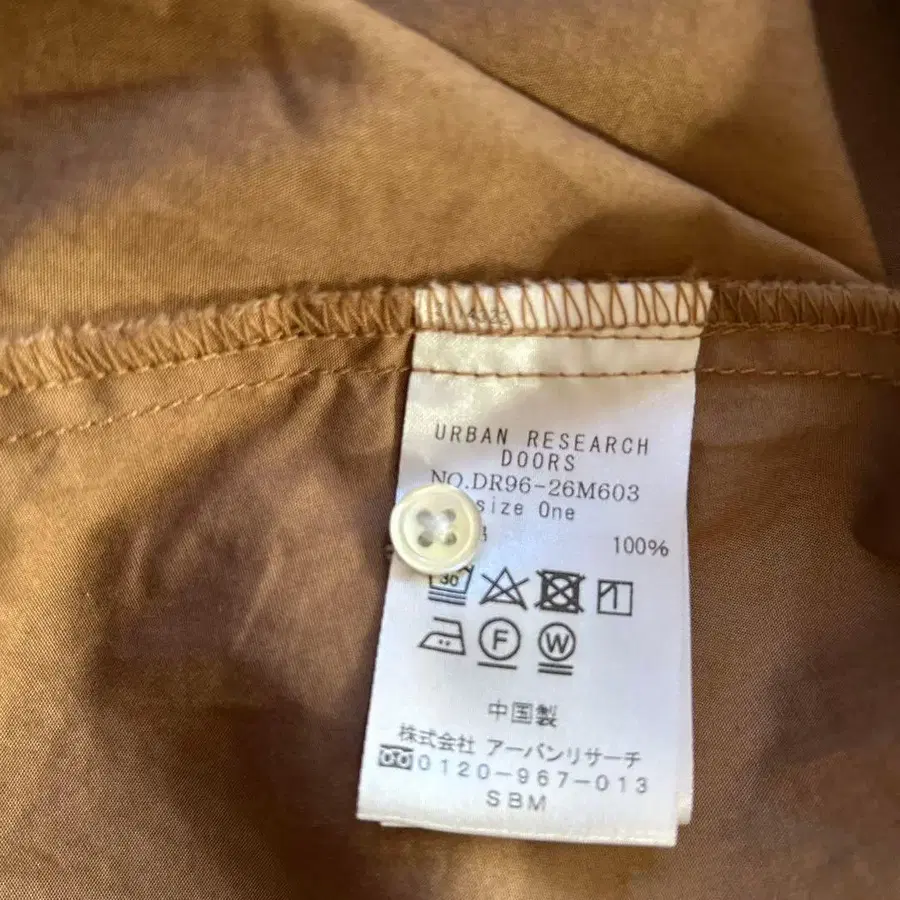 URBAN RESEARCH
DOORS
NO.DR96-26M603
size One
100%
30
F W
中国製
株式会社 アーバンリサーチ
0120-967-013
SBM